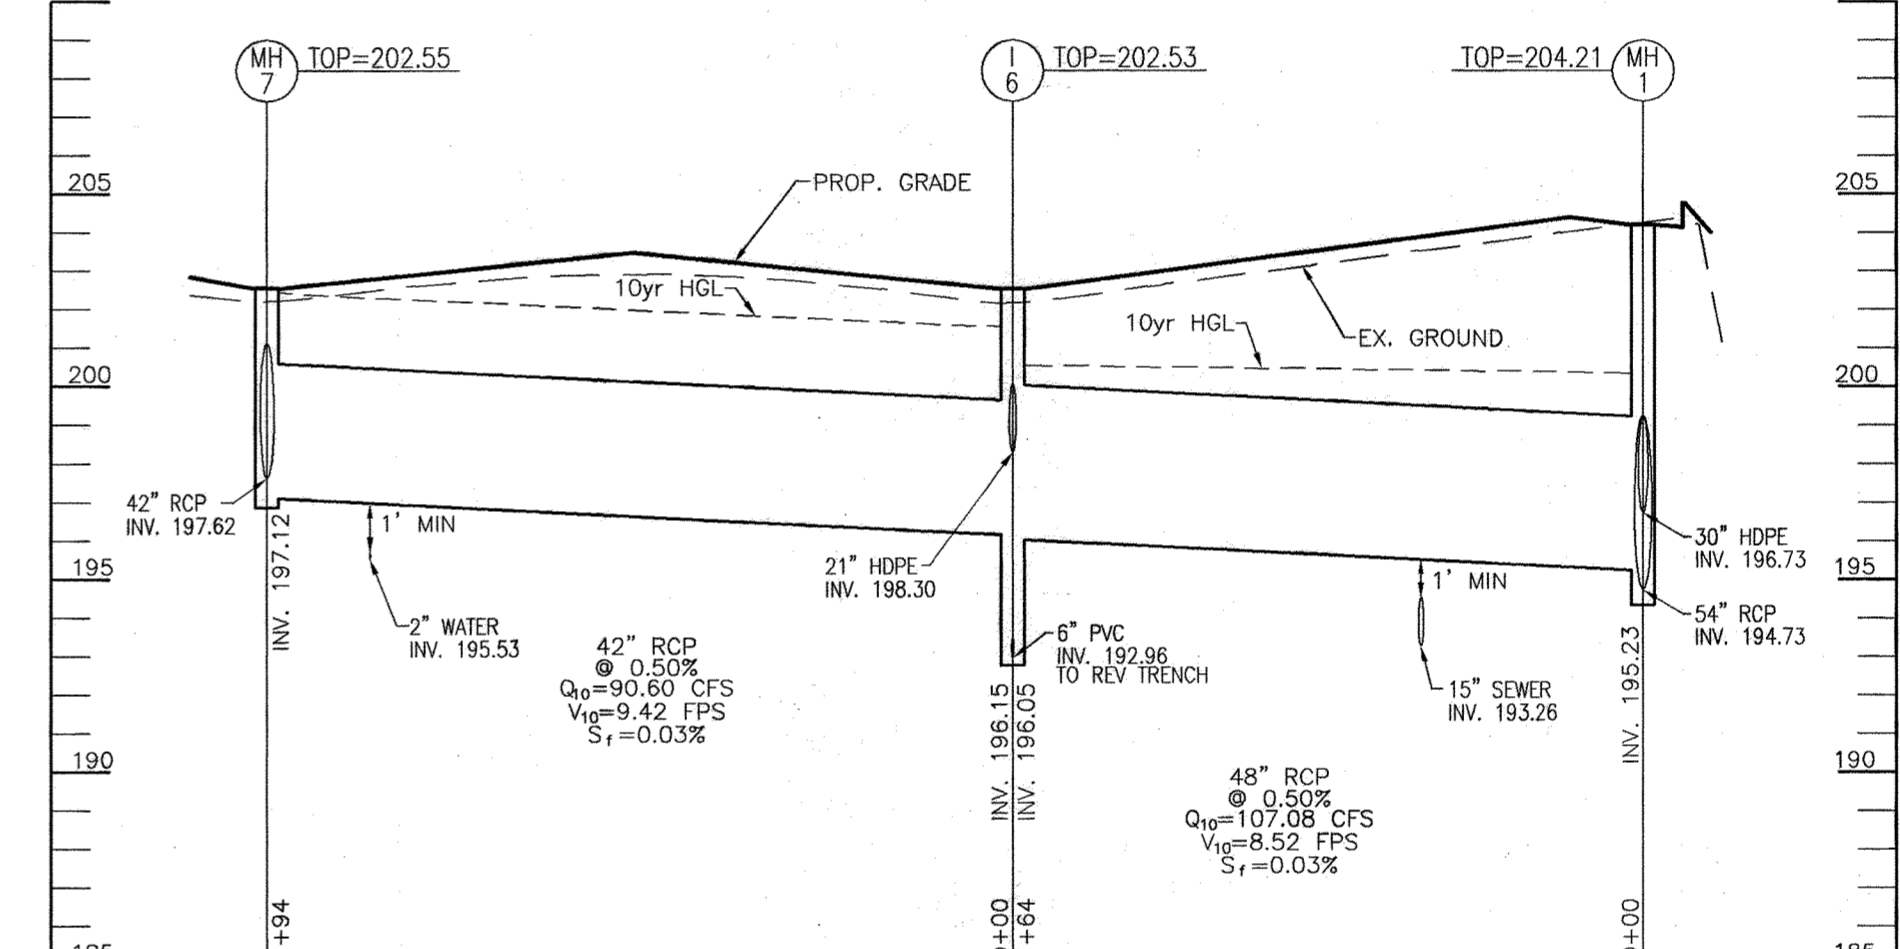 MH
7
TOP=202.55
I
6
TOP=202.53
TOP=204.21
MH
1
205
PROP. GRADE
205
10yr HGL
10yr HGL
EX. GROUND
200
200
42" RCP
INV. 197.62
1' MIN
INV. 197.12
21" HDPE
INV. 198.30
30" HDPE
INV. 196.73
195
1' MIN
195
2" WATER
INV. 195.53
54" RCP
INV. 194.73
6" PVC
INV. 192.96
TO REV TRENCH
42" RCP
@ 0.50%
Q10=90.60 CFS
V10=9.42 FPS
Sf=0.03%
15" SEWER
INV. 193.26
INV. 195.23
INV. 196.15
INV. 196.05
190
190
48" RCP
@ 0.50%
Q10=107.08 CFS
V10=8.52 FPS
Sf=0.03%
+94
+00
+64
+00